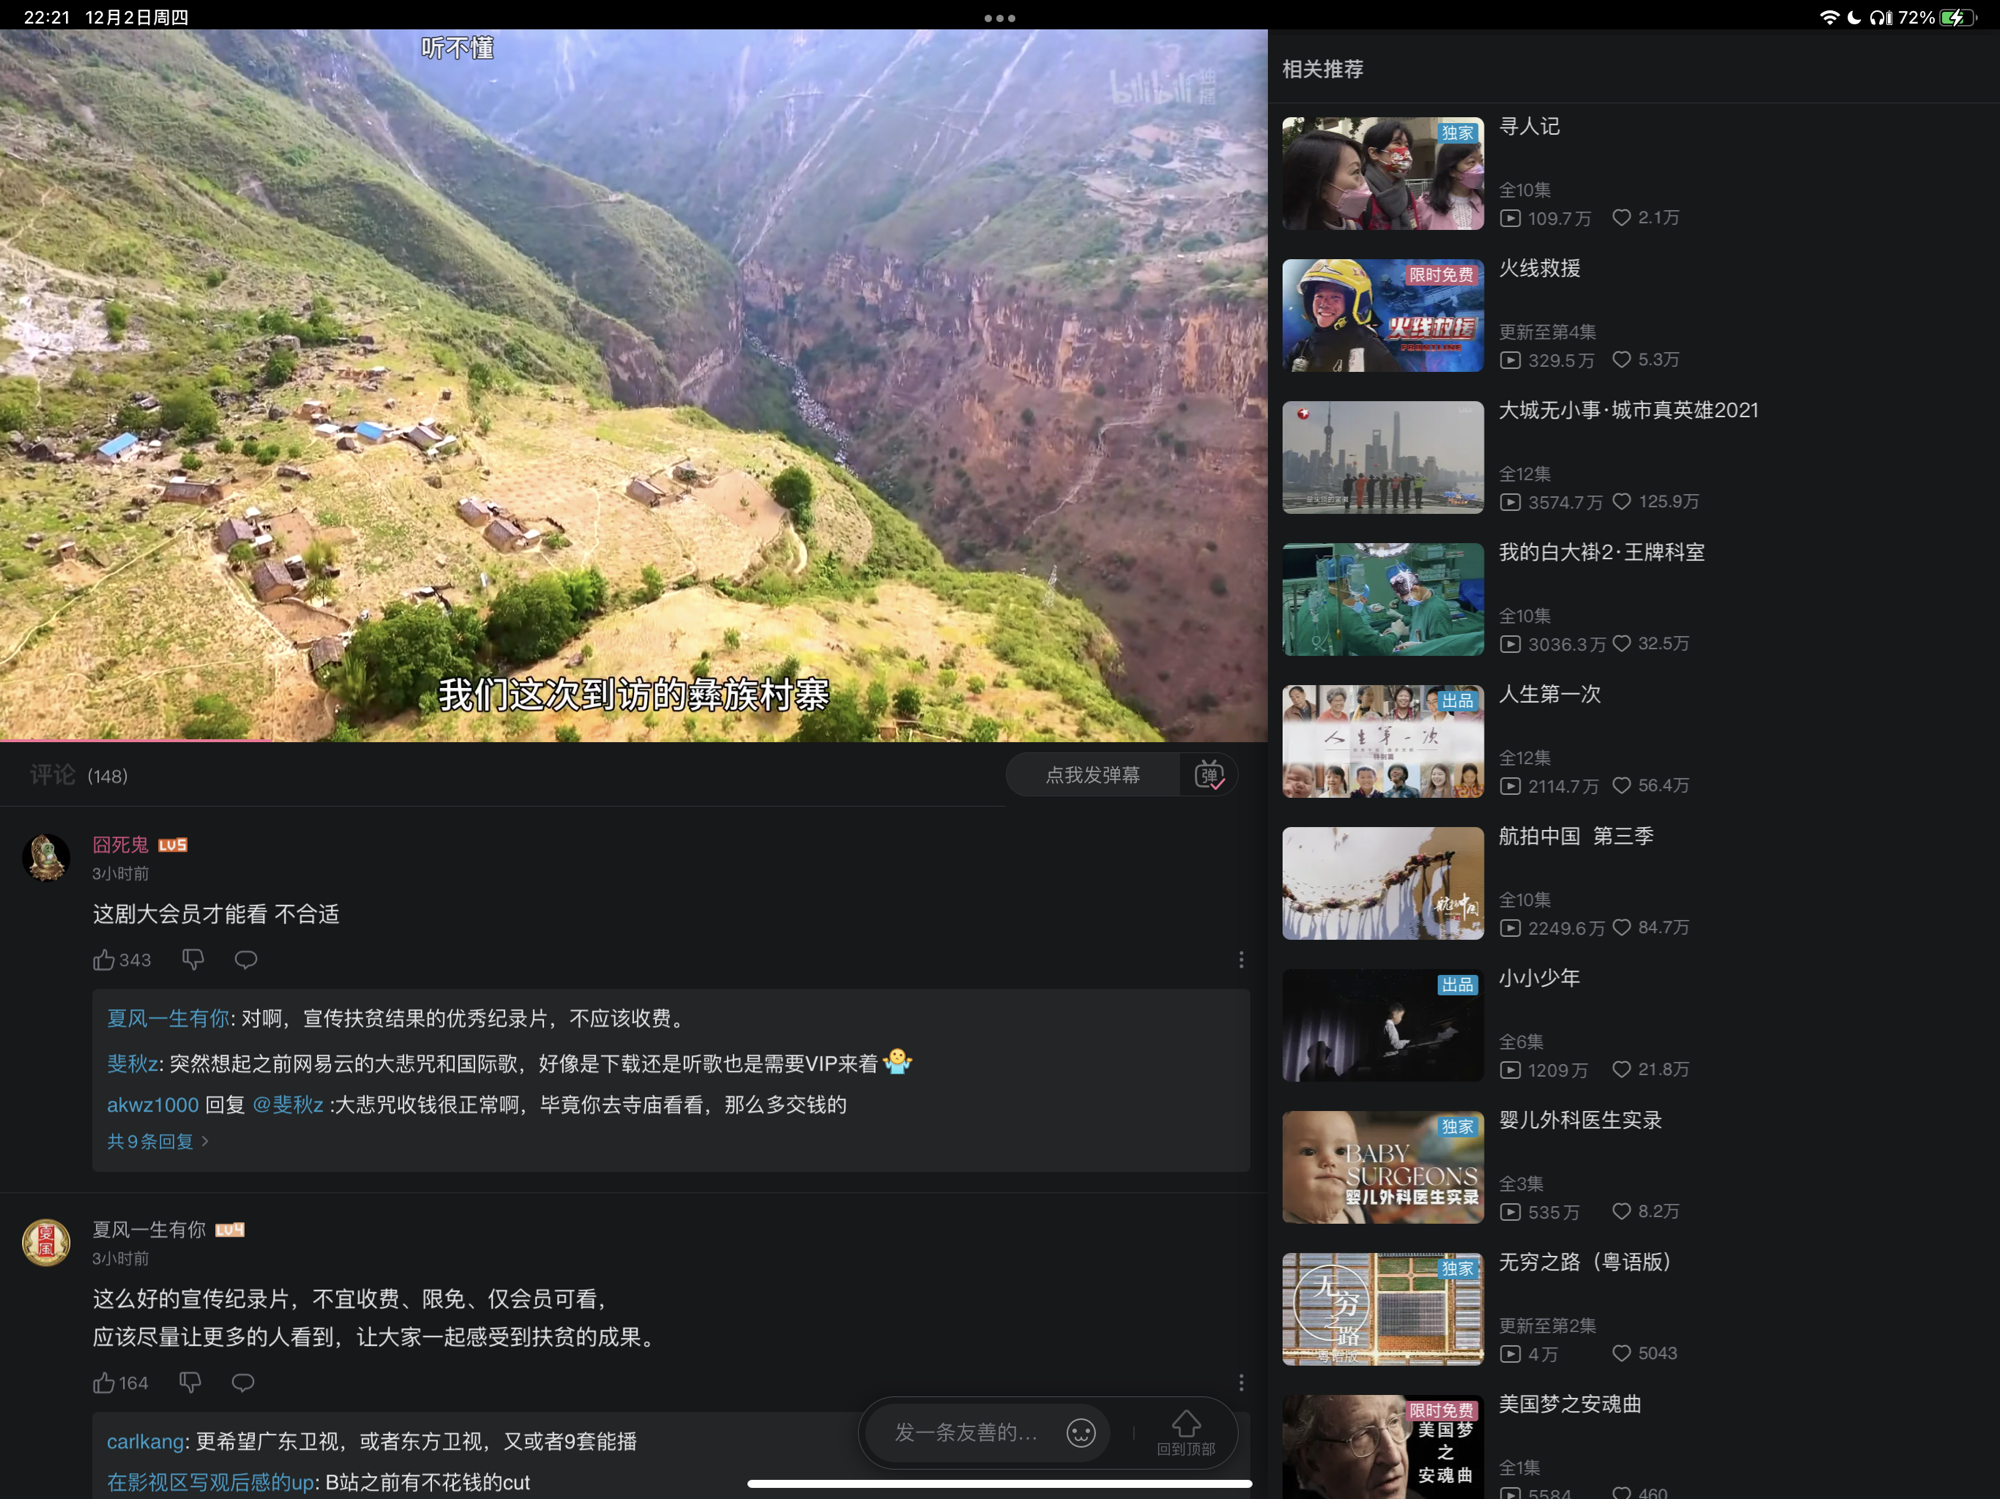 22:21 12月2日周四
72%
听不懂
bilibili 独播
我们这次到访的彝族村寨
评论 (148)
点我发弹幕
弹
囧死鬼 LV5
3小时前
这剧大会员才能看 不合适
343
夏风一生有你: 对啊，宣传扶贫结果的优秀纪录片，不应该收费。
斐秋z: 突然想起之前网易云的大悲咒和国际歌，好像是下载还是听歌也是需要VIP来着🤷
akwz1000 回复 @斐秋z :大悲咒收钱很正常啊，毕竟你去寺庙看看，那么多交钱的
共9条回复 >
夏風
夏风一生有你 LV4
3小时前
这么好的宣传纪录片，不宜收费、限免、仅会员可看，
应该尽量让更多的人看到，让大家一起感受到扶贫的成果。
164
carlkang: 更希望广东卫视，或者东方卫视，又或者9套能播
在影视区写观后感的up: B站之前有不花钱的cut
发一条友善的...
回到顶部
相关推荐
独家
寻人记
全10集
109.7万 2.1万
限时免费
火线救援
FRONTLINE
火线救援
更新至第4集
329.5万 5.3万
大城无小事·城市真英雄2021
全12集
3574.7万 125.9万
我的白大褂2·王牌科室
全10集
3036.3万 32.5万
出品
人生第一次
人生第一次
全12集
2114.7万 56.4万
航拍中国
航拍中国 第三季
全10集
2249.6万 84.7万
出品
小小少年
全6集
1209万 21.8万
独家
BABY
SURGEONS
婴儿外科医生实录
婴儿外科医生实录
全3集
535万 8.2万
独家
无穷之路
粤语版
无穷之路（粤语版）
更新至第2集
4万 5043
限时免费
美国梦
之
安魂曲
美国梦之安魂曲
全1集
5584 460